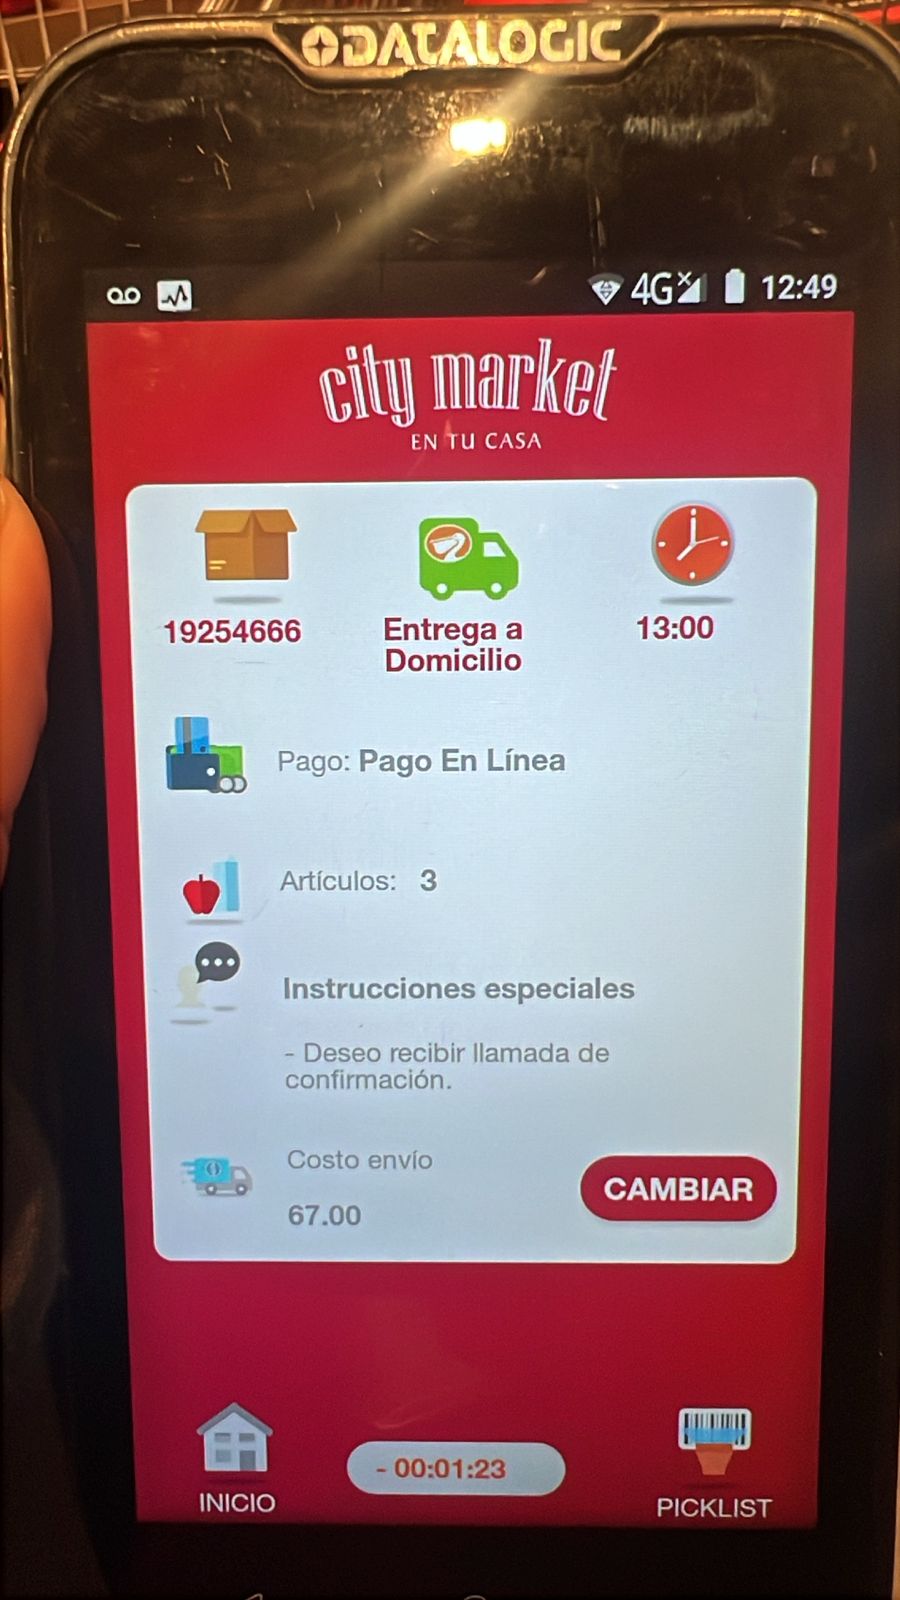 DATALOGIC
4G 12:49
city market
EN TU CASA
19254666
Entrega a
Domicilio
13:00
Pago: Pago En Línea
Artículos: 3
Instrucciones especiales
- Deseo recibir llamada de
confirmación.
Costo envío
67.00
CAMBIAR
INICIO
- 00:01:23
PICKLIST